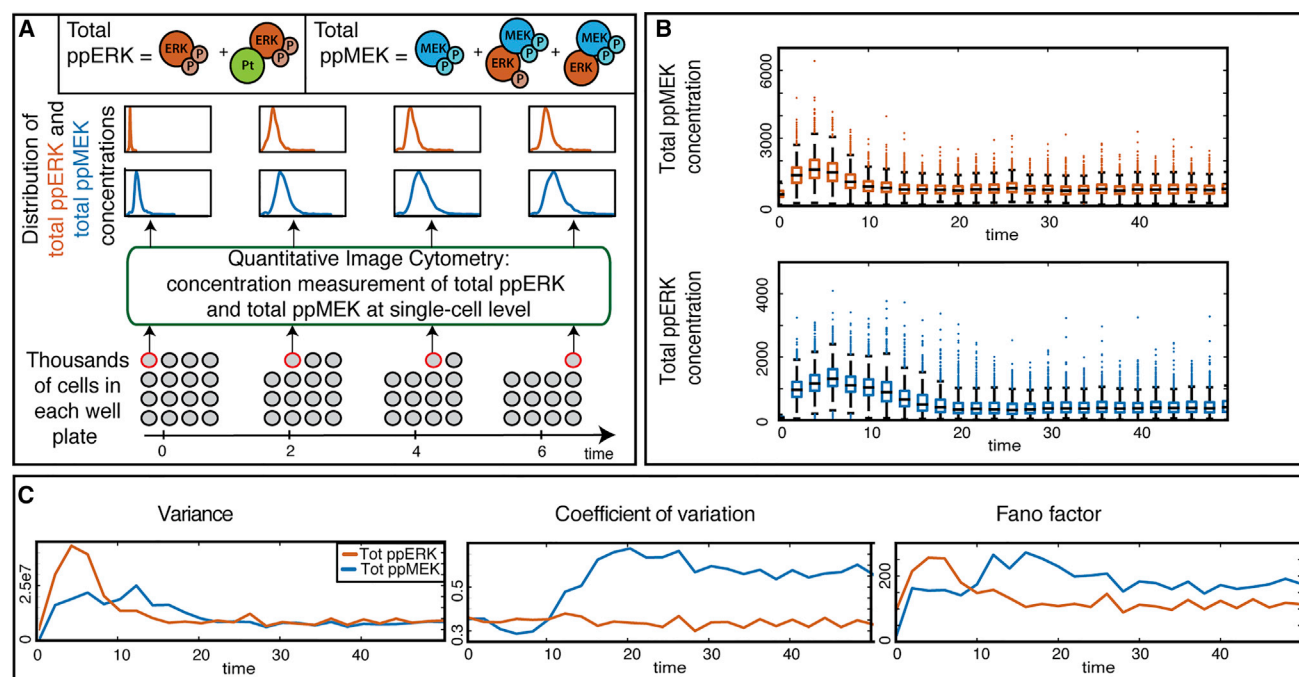 A
Total
ppERK =
ERK P P + Pt ERK P P
Total
ppMEK =
MEK P P + MEK P P ERK P + MEK P P ERK
Distribution of
total ppERK and
total ppMEK
concentrations
Quantitative Image Cytometry:
concentration measurement of total ppERK
and total ppMEK at single-cell level
Thousands
of cells in
each well
plate
0 2 4 6 time
B
Total ppMEK
concentration
6000
3000
0
0 10 20 30 40
time
Total ppERK
concentration
4000
2000
0
0 10 20 30 40
time
C
Variance
Tot ppERK
Tot ppMEK
2.5e7
0
0 10 20 30 40
time
Coefficient of variation
0.5
0.3
0 10 20 30 40
time
Fano factor
200
0
0 10 20 30 40
time